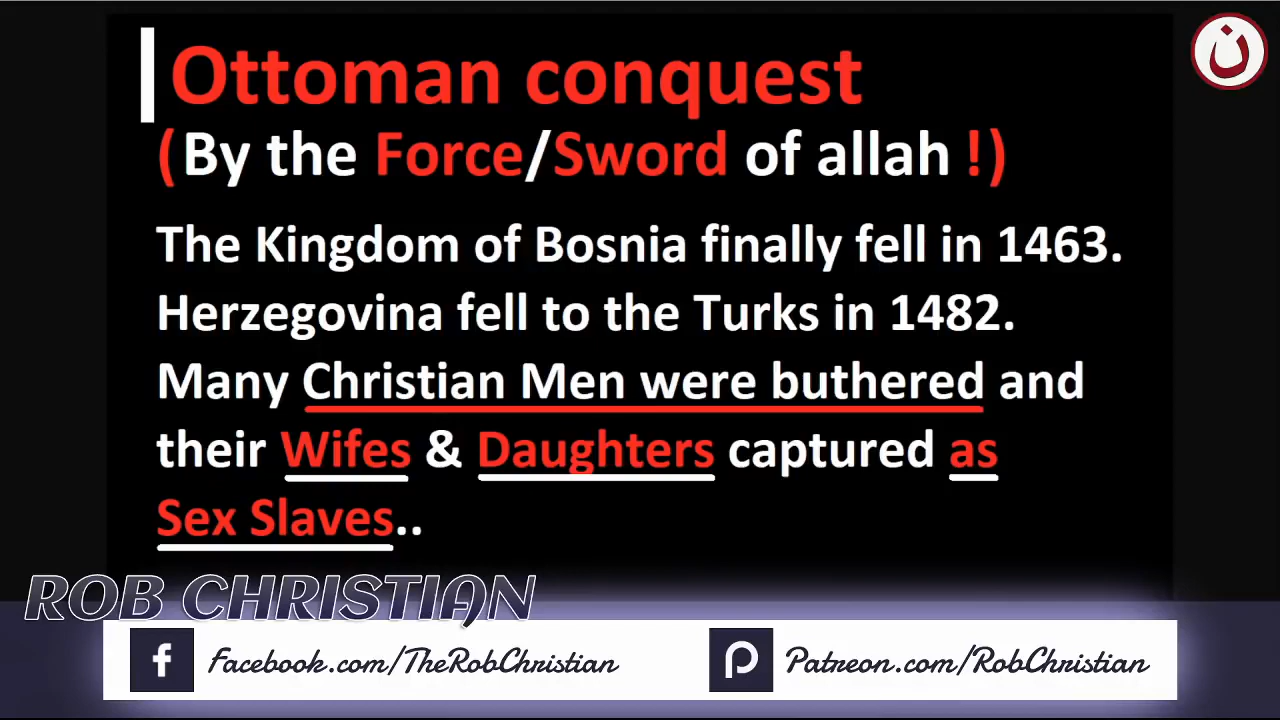 Ottoman conquest
(By the Force/Sword of allah !)
The Kingdom of Bosnia finally fell in 1463.
Herzegovina fell to the Turks in 1482.
Many Christian Men were buthered and
their Wifes & Daughters captured as
Sex Slaves..
ROB CHRISTIAN
Facebook.com/TheRobChristian
Patreon.com/RobChristian
ن